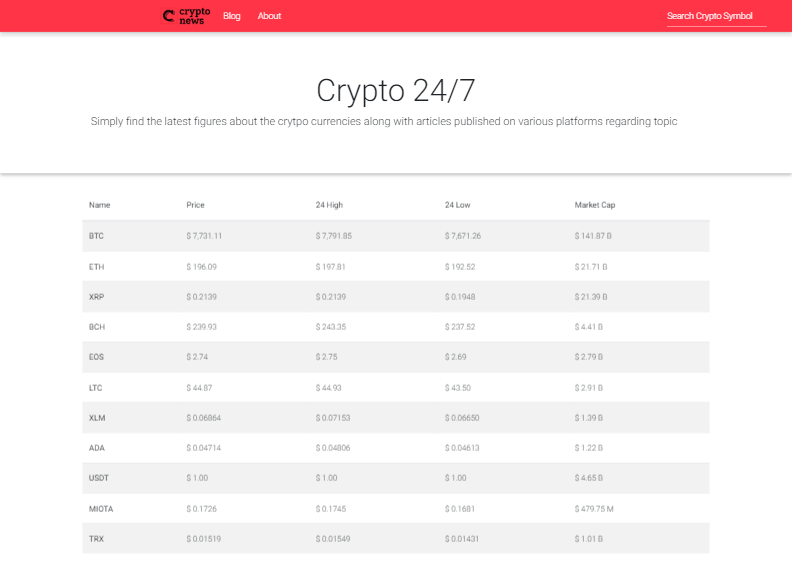 crypto news Blog About Search Crypto Symbol
Crypto 24/7
Simply find the latest figures about the crytpo currencies along with articles published on various platforms regarding topic
Name Price 24 High 24 Low Market Cap
BTC $ 7,731.11 $ 7,791.85 $ 7,671.26 $ 141.87 B
ETH $ 196.09 $ 197.81 $ 192.52 $ 21.71 B
XRP $ 0.2139 $ 0.2139 $ 0.1948 $ 21.39 B
BCH $ 239.93 $ 243.35 $ 237.52 $ 4.41 B
EOS $ 2.74 $ 2.75 $ 2.69 $ 2.79 B
LTC $ 44.87 $ 44.93 $ 43.50 $ 2.91 B
XLM $ 0.06864 $ 0.07153 $ 0.06650 $ 1.39 B
ADA $ 0.04714 $ 0.04806 $ 0.04613 $ 1.22 B
USDT $ 1.00 $ 1.00 $ 1.00 $ 4.65 B
MIOTA $ 0.1726 $ 0.1745 $ 0.1681 $ 479.75 M
TRX $ 0.01519 $ 0.01549 $ 0.01431 $ 1.01 B